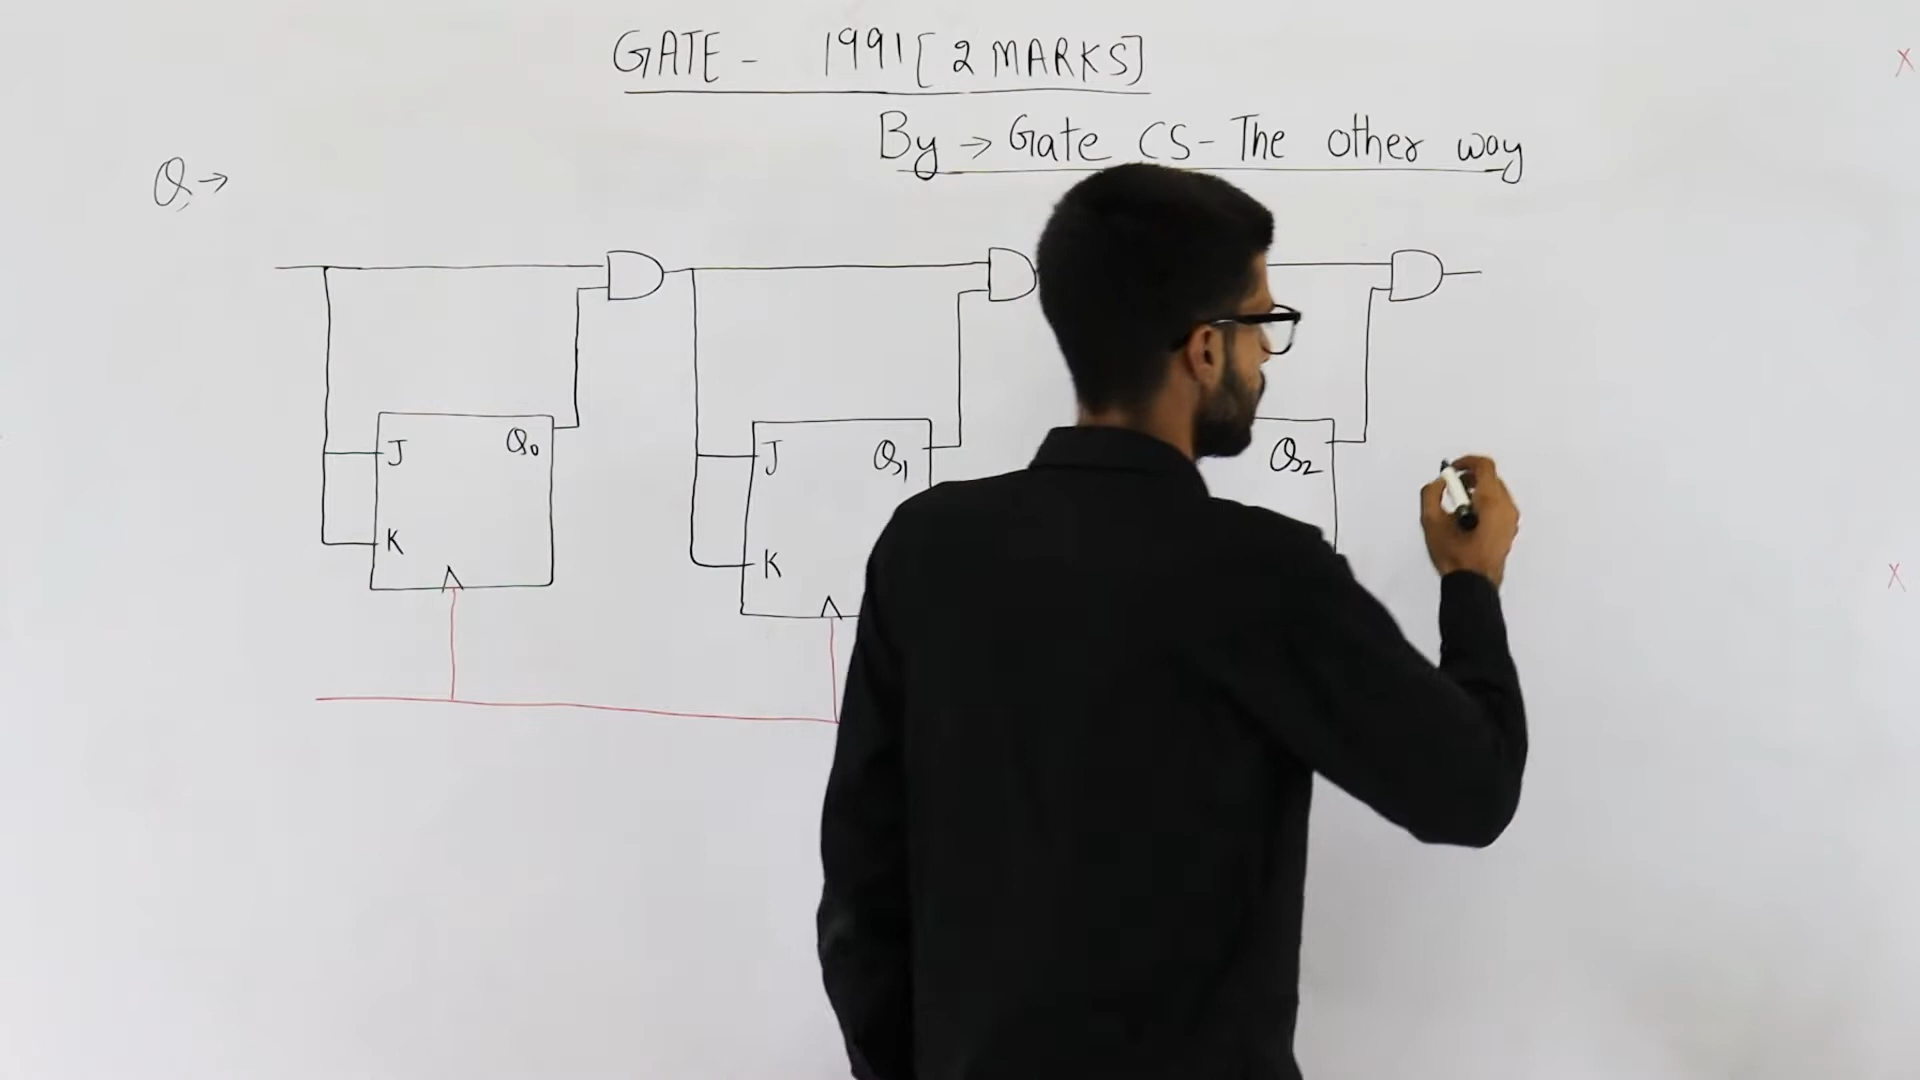 GATE - 1991 [2 MARKS]
By → Gate CS - The other way
Q →
J Q₀
K
J Q₁
K
Q₂
X
X